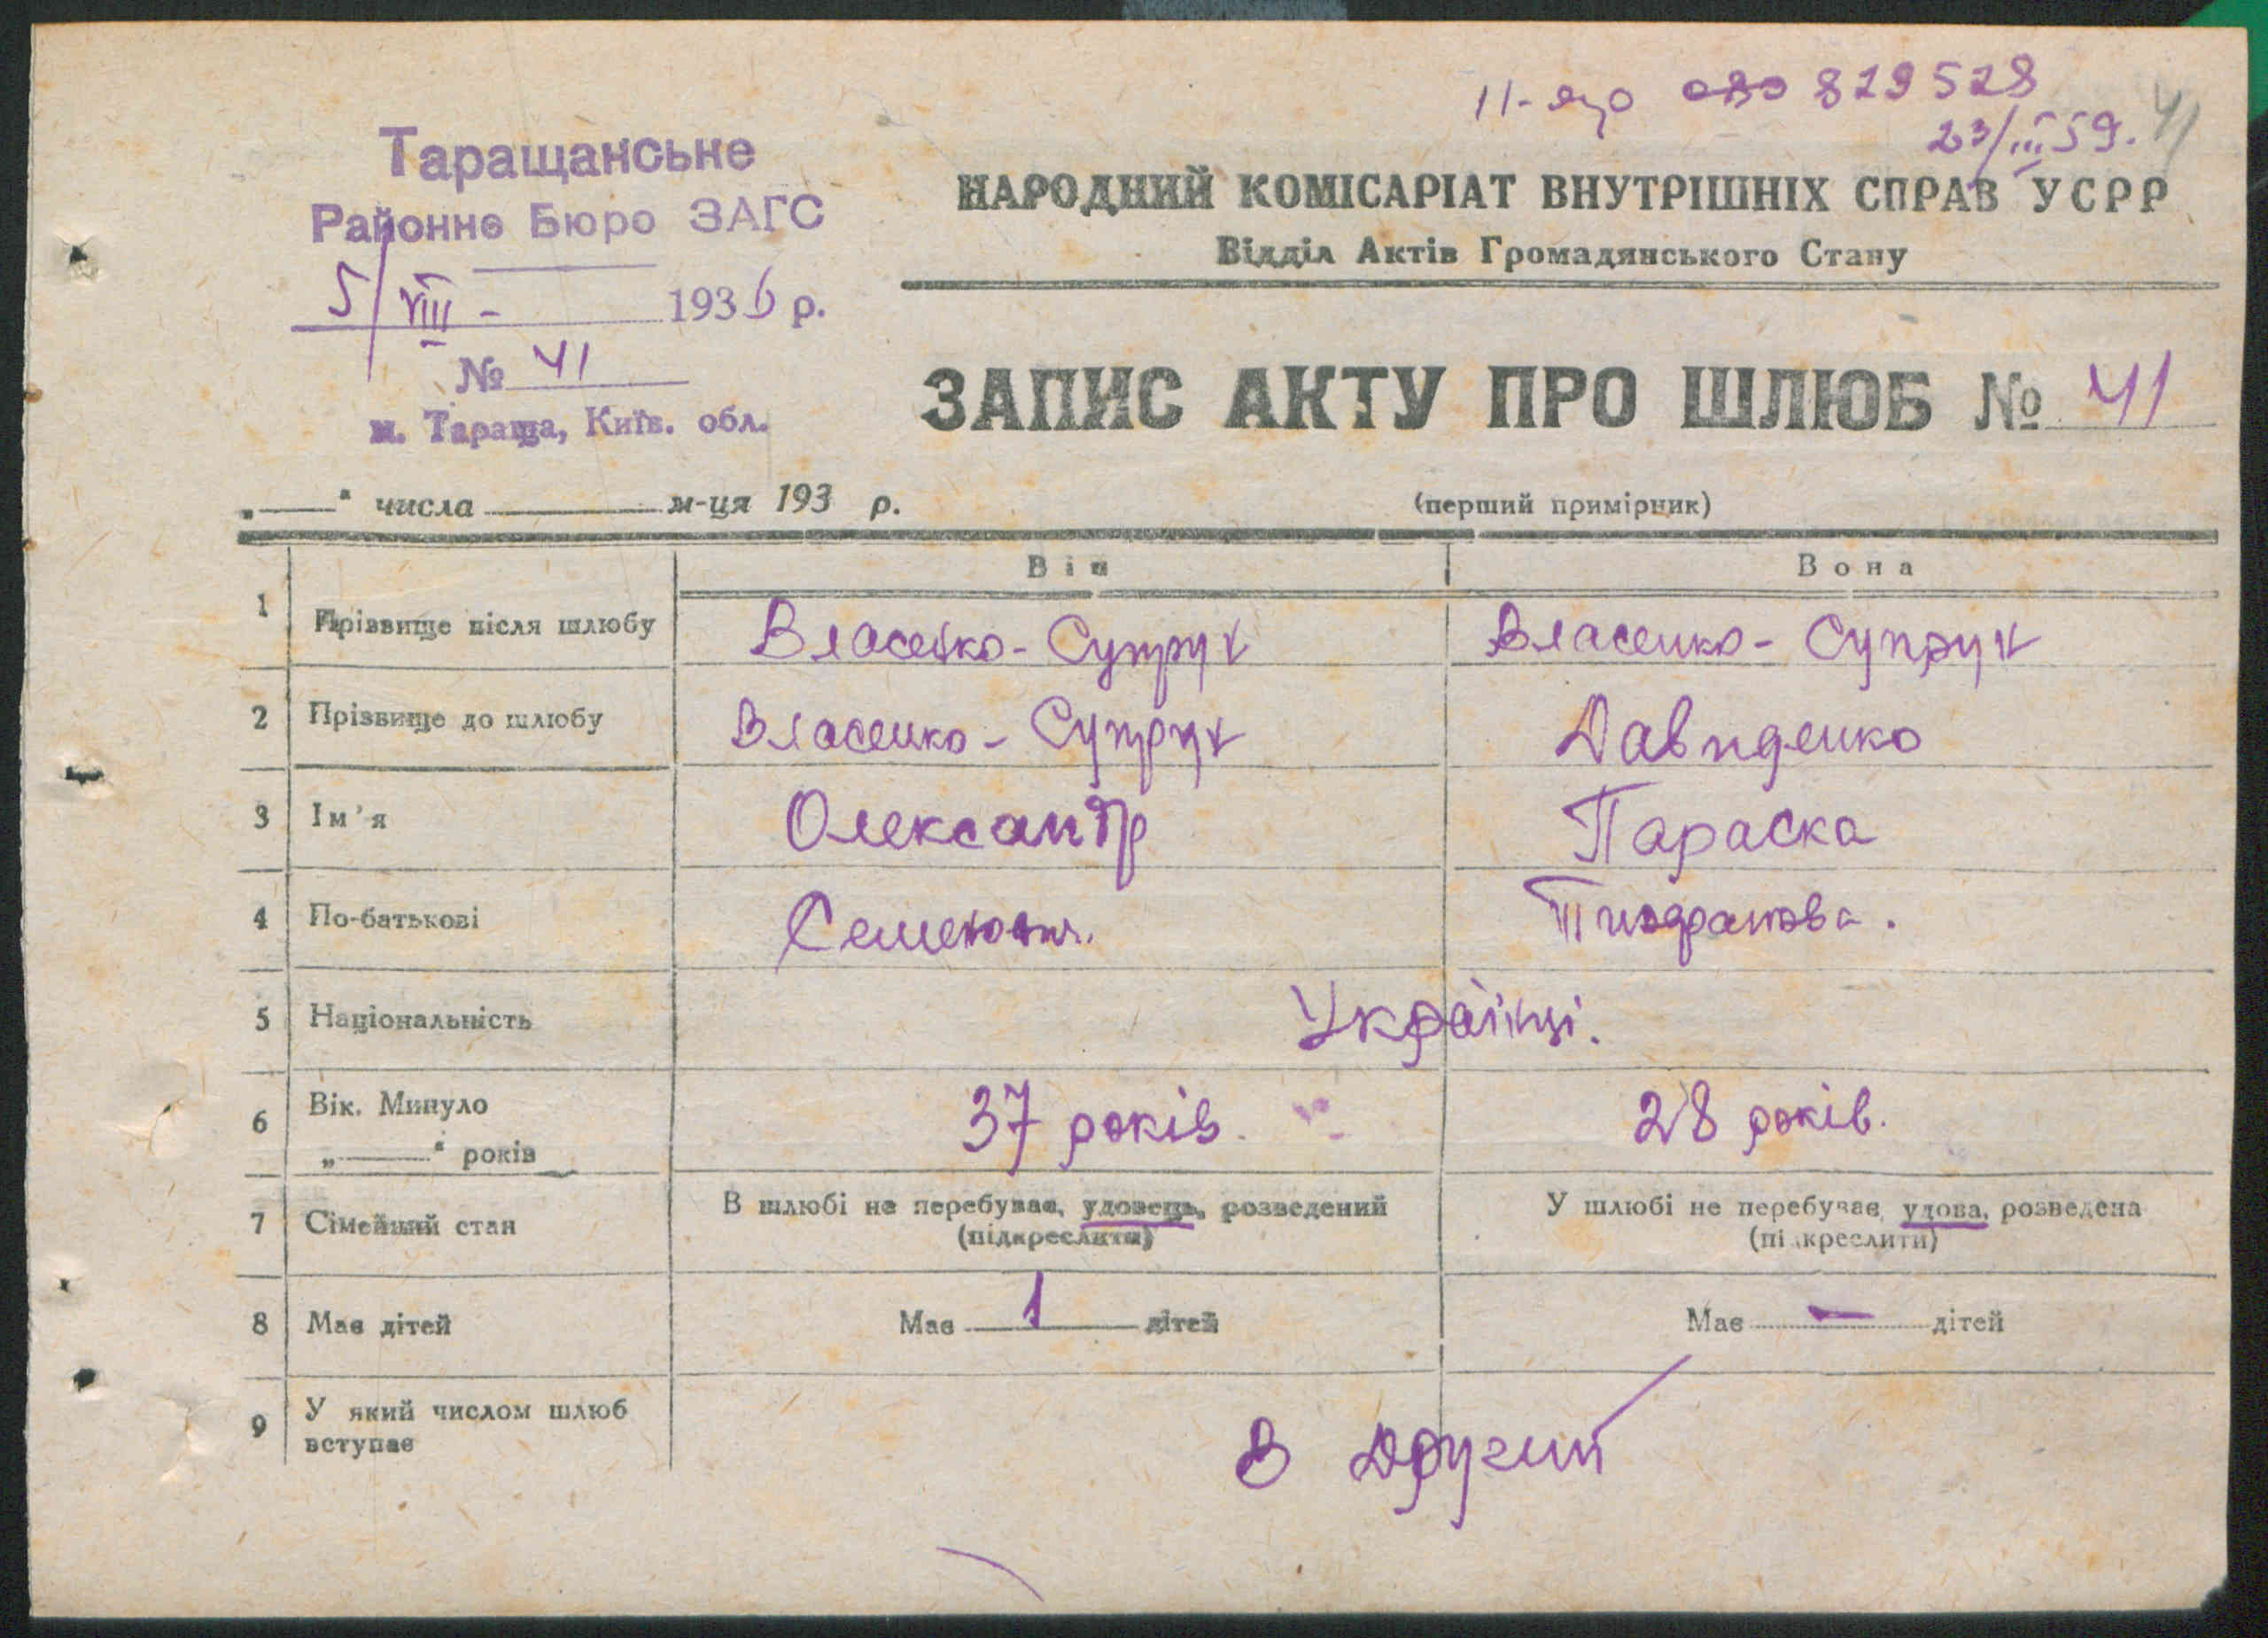 II-
829528
23/III 59.
41
Таращанське
Районне Бюро ЗАГС
5/VIII - 1936 р.
№ 41
м. Тараща, Київ. обл.
НАРОДНИЙ КОМІСАРІАТ ВНУТРІШНІХ СПРАВ УСРР
Відділ Актів Громадянського Стану
ЗАПИС АКТУ ПРО ШЛЮБ № 41
„——“ числа ——— м-ця 193 р.
(перший примірник)
Він Вона
1 Прізвище після шлюбу Власенко-Супрун Власенко-Супрун
2 Прізвище до шлюбу Власенко-Супрун Давиденко
3 Ім'я Олександр Параска
4 По-батькові
5 Національність Українці.
6 Вік. Минуло 37 років. 28 років.
„———“ років
7 Сімейний стан В шлюбі не перебуває, удовець, розведений У шлюбі не перебуває, удова, розведена
(підкреслити) (підкреслити)
8 Має дітей Має 1 дітей Має — дітей
9 У який числом шлюб В другий
вступає